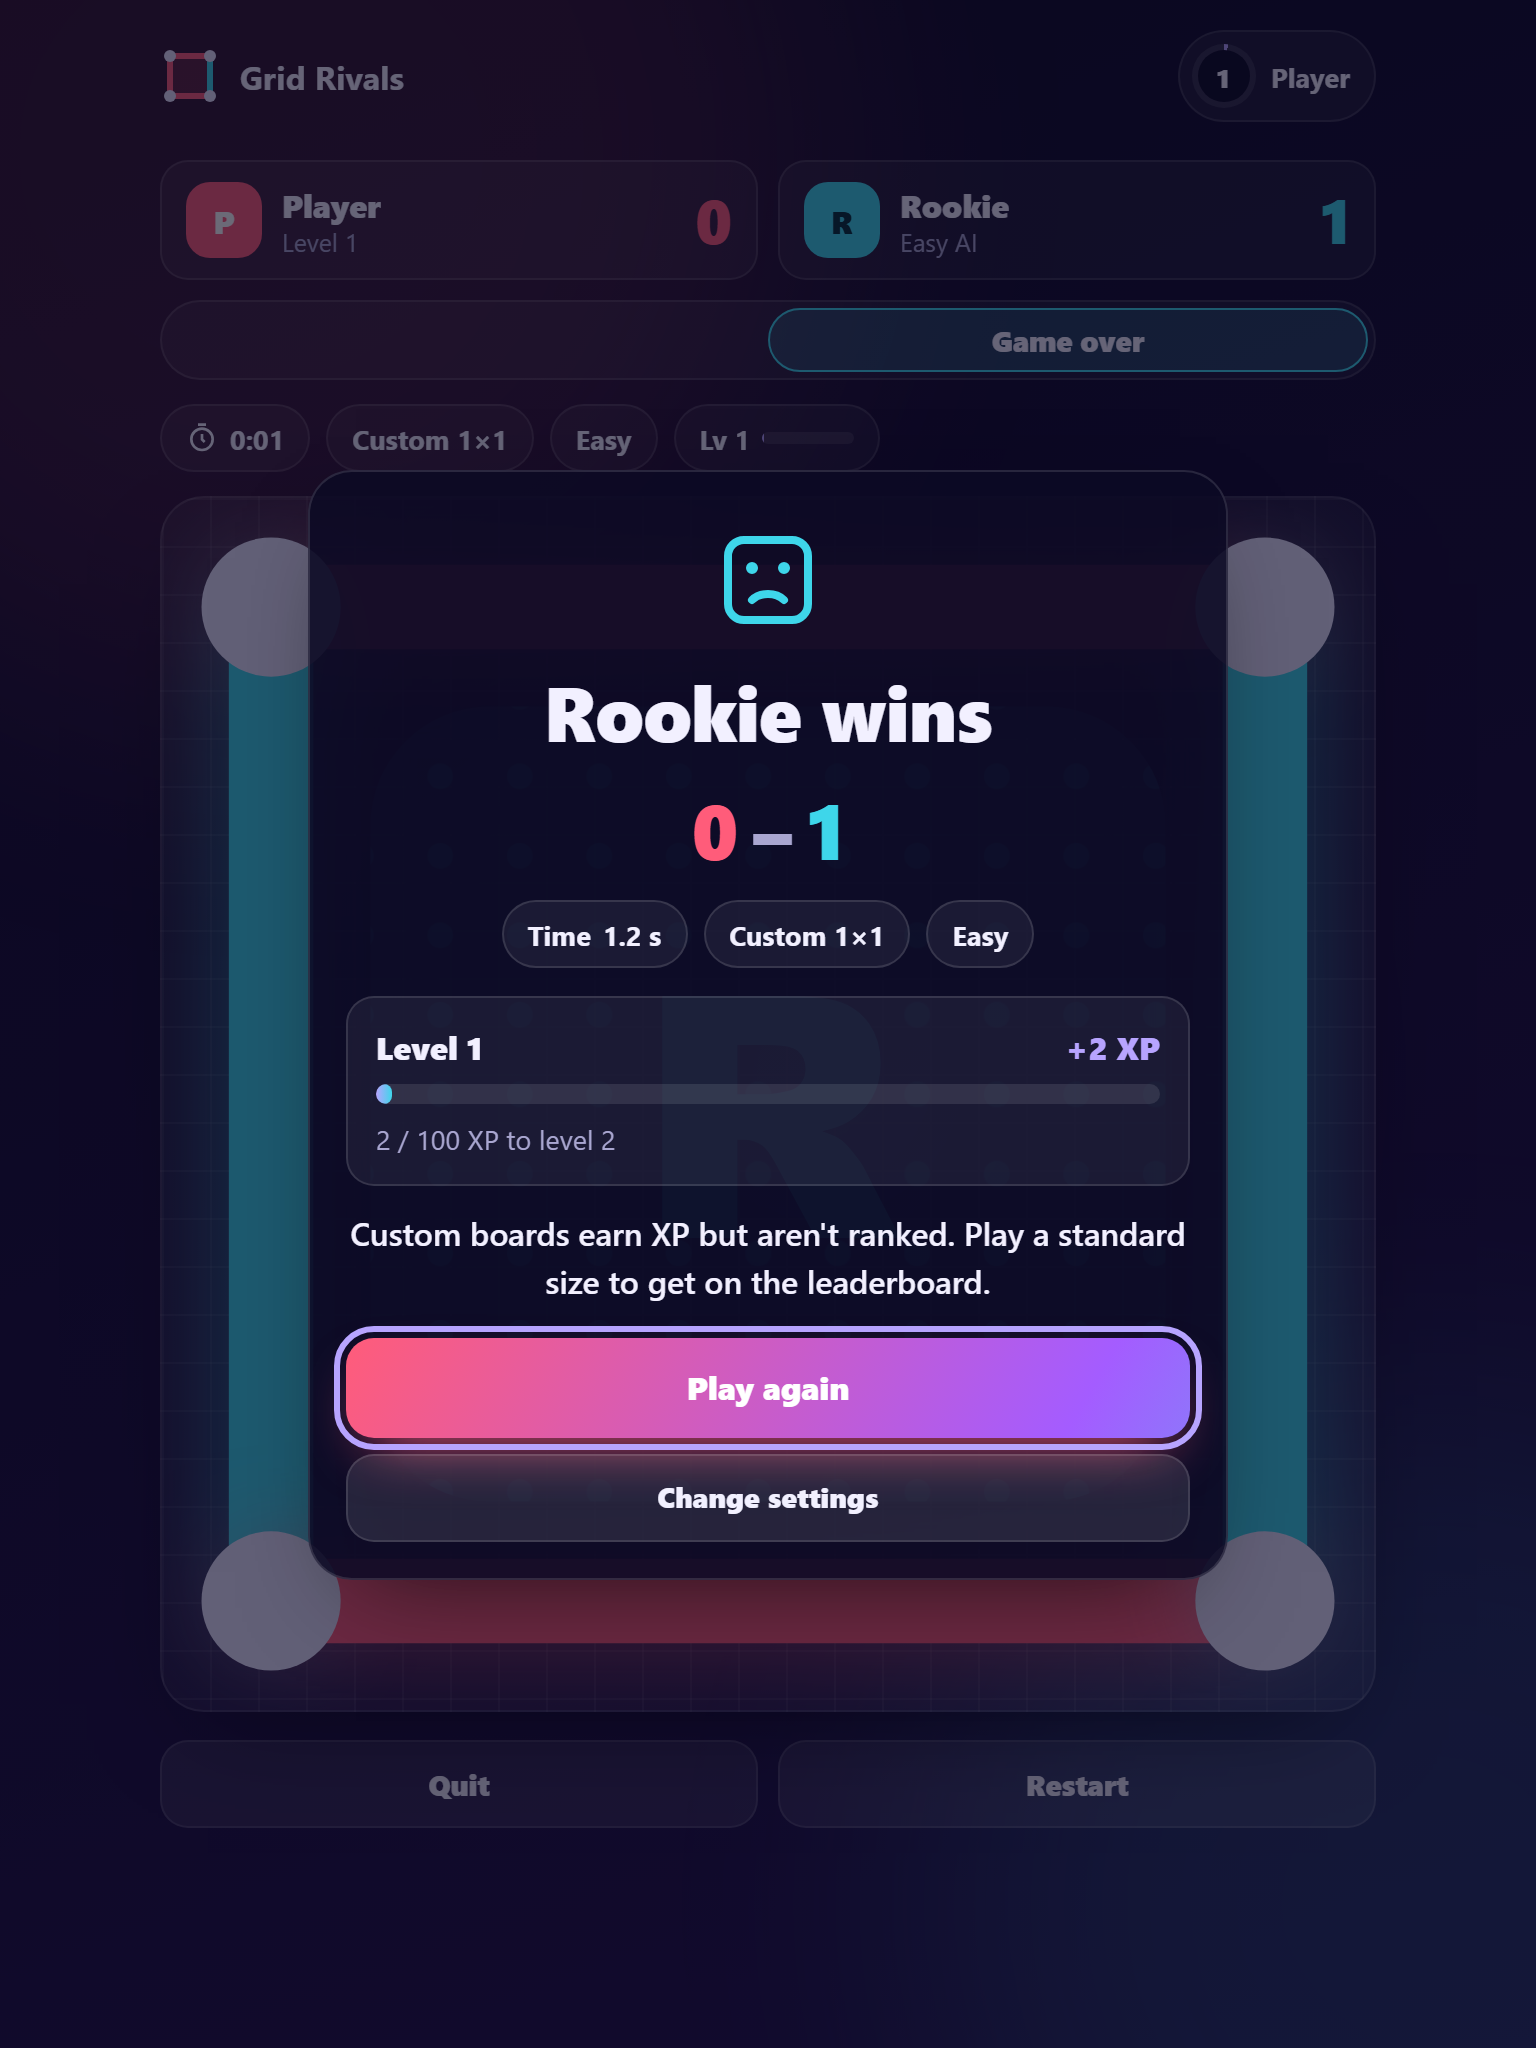 Grid Rivals
1 Player
P Player
Level 1
0
R Rookie
Easy AI
1
Game over
0:01
Custom 1×1
Easy
Lv 1
Rookie wins
0 – 1
Time 1.2 s
Custom 1×1
Easy
R
Level 1
+2 XP
2 / 100 XP to level 2
Custom boards earn XP but aren't ranked. Play a standard
size to get on the leaderboard.
Play again
Change settings
Quit
Restart